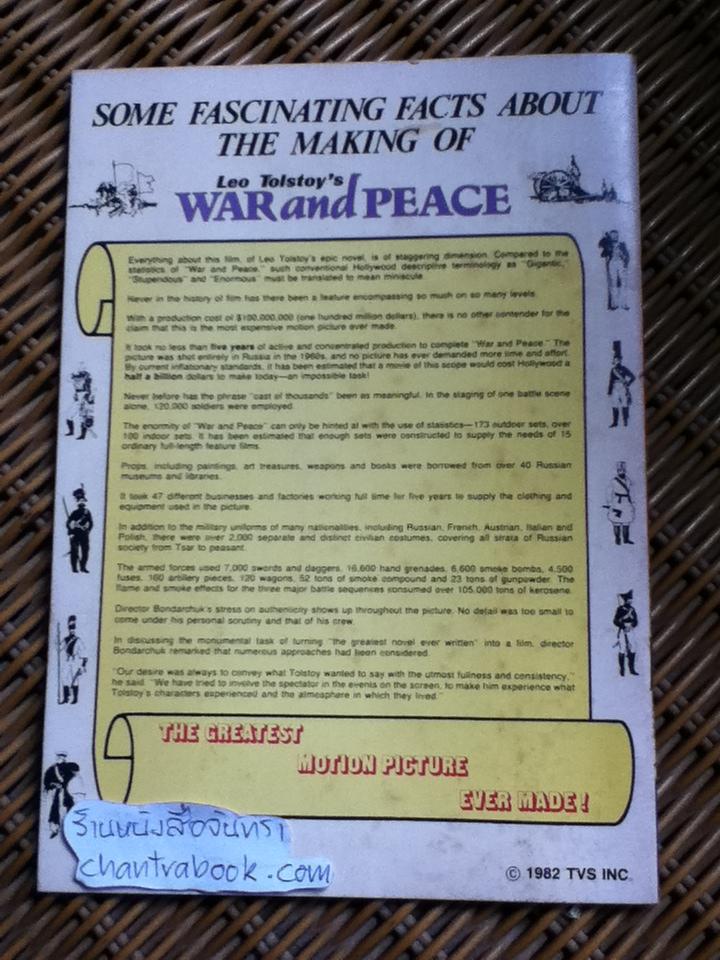 SOME FASCINATING FACTS ABOUT
THE MAKING OF
Leo Tolstoy's
WAR and PEACE
Everything about this film, of Leo Tolstoy's epic novel, is of staggering dimension. Compared to the
statistics of "War and Peace," such conventional Hollywood descriptive terminology as "Gigantic,"
"Stupendous" and "Enormous" must be translated to mean miniscule.
Never in the history of film has there been a feature encompassing so much on so many levels.
With a production cost of $100,000,000 (one hundred million dollars), there is no other contender for the
claim that this is the most expensive motion picture ever made.
It took no less than five years of active and concentrated production to complete "War and Peace." The
picture was shot entirely in Russia in the 1960s, and no picture has ever demanded more time and effort.
By current inflationary standards, it has been estimated that a movie of this scope would cost Hollywood a
half a billion dollars to make today—an impossible task!
Never before has the phrase "cast of thousands" been as meaningful. In the staging of one battle scene
alone, 120,000 soldiers were employed.
The enormity of "War and Peace" can only be hinted at with the use of statistics—173 outdoor sets, over
100 indoor sets. It has been estimated that enough sets were constructed to supply the needs of 15
ordinary full-length feature films.
Props, including paintings, art treasures, weapons and books were borrowed from over 40 Russian
museums and libraries.
It took 47 different businesses and factories working full time for five years to supply the clothing and
equipment used in the picture.
In addition to the military uniforms of many nationalities, including Russian, French, Austrian, Italian and
Polish, there were over 2,000 separate and distinct civilian costumes, covering all strata of Russian
society from Tsar to peasant.
The armed forces used 7,000 swords and daggers, 16,600 hand grenades, 6,600 smoke bombs, 4,500
fuses, 160 artillery pieces, 120 wagons, 52 tons of smoke compound and 23 tons of gunpowder. The
flame and smoke effects for the three major battle sequences consumed over 105,000 tons of kerosene.
Director Bondarchuk's stress on authenticity shows up throughout the picture. No detail was too small to
come under his personal scrutiny and that of his crew.
In discussing the monumental task of turning "the greatest novel ever written" into a film, director
Bondarchuk remarked that numerous approaches had been considered.
"Our desire was always to convey what Tolstoy wanted to say with the utmost fullness and consistency,"
he said. "We have tried to involve the spectator in the events on the screen, to make him experience what
Tolstoy's characters experienced and the atmosphere in which they lived."
THE GREATEST
MOTION PICTURE
EVER MADE!
ร้านหนังสือจันทรา
chantrabook.com
© 1982 TVS INC.